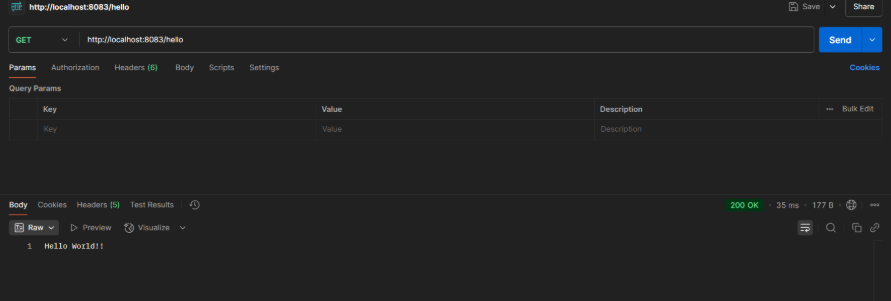 HTTP http://localhost:8083/hello Save Share
GET http://localhost:8083/hello Send
Params Authorization Headers (6) Body Scripts Settings Cookies
Query Params
Key Value Description ••• Bulk Edit
Key Value Description
Body Cookies Headers (5) Test Results 200 OK • 35 ms • 177 B •••
Raw Preview Visualize
1 Hello World!!